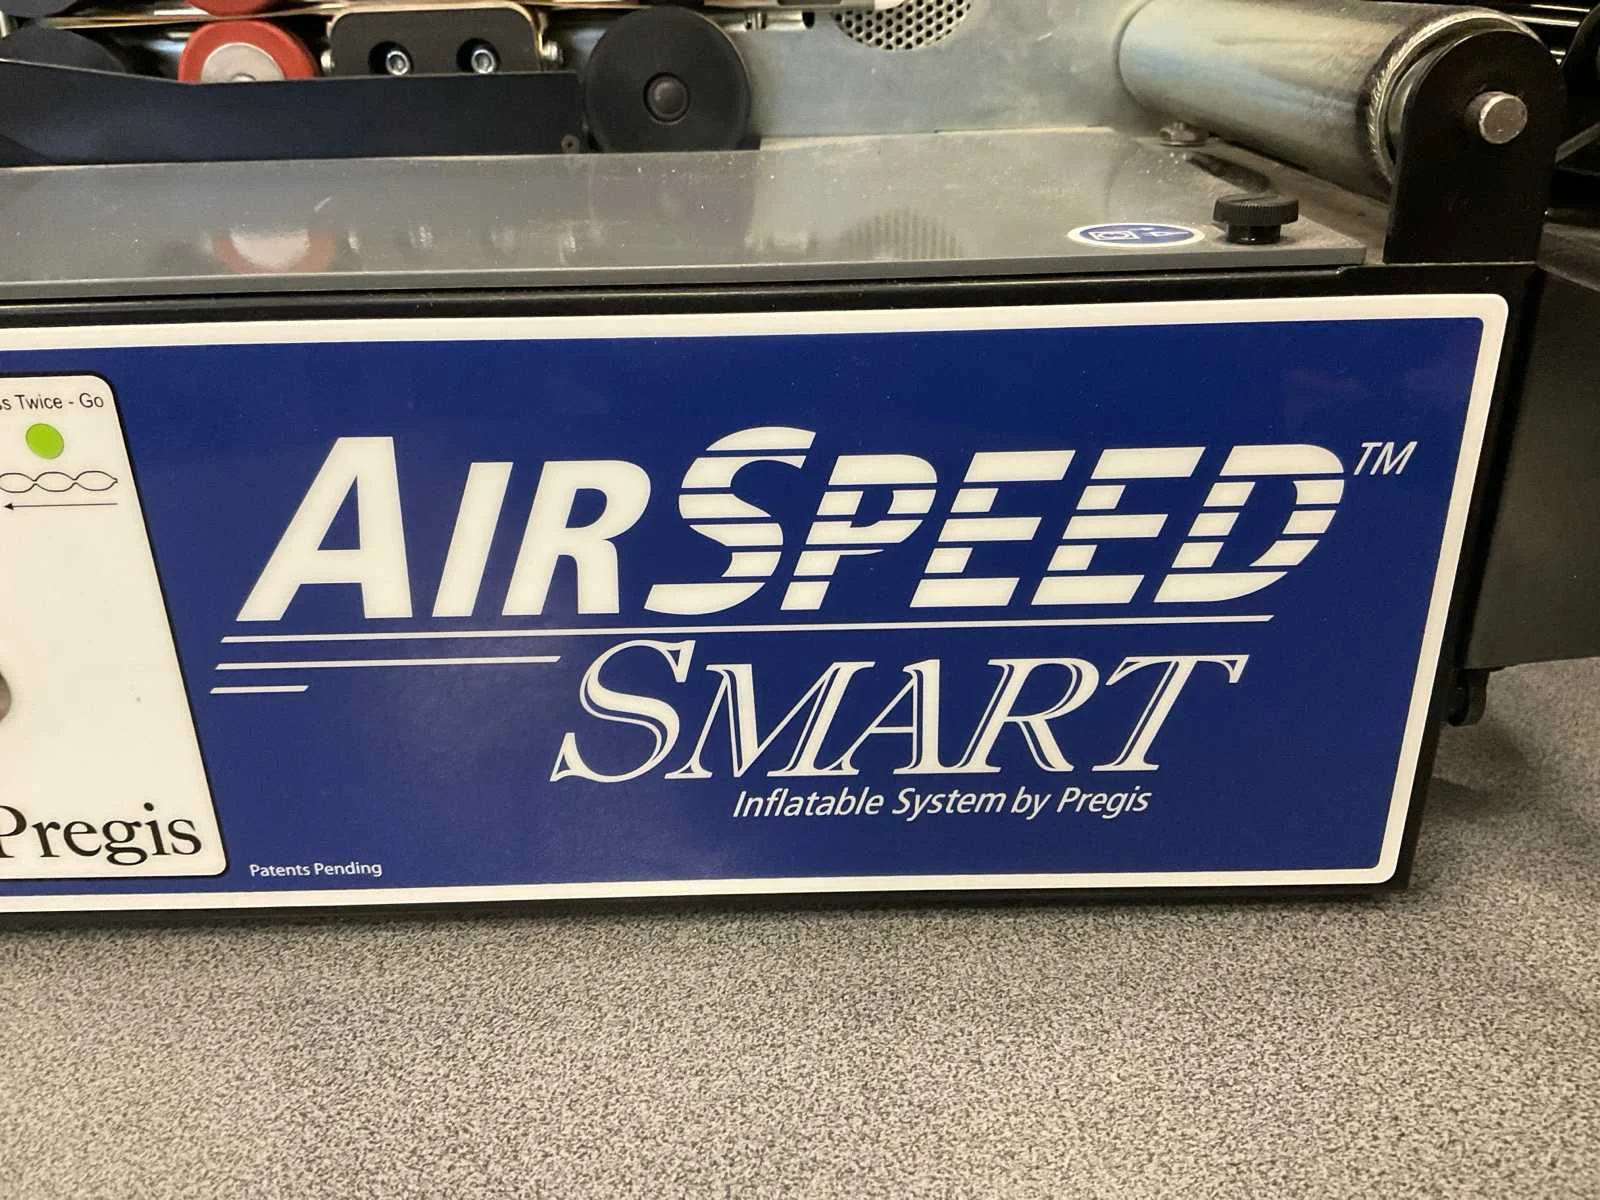 Twice - Go
AIRSPEED™
SMART
Inflatable System by Pregis
Pregis
Patents Pending